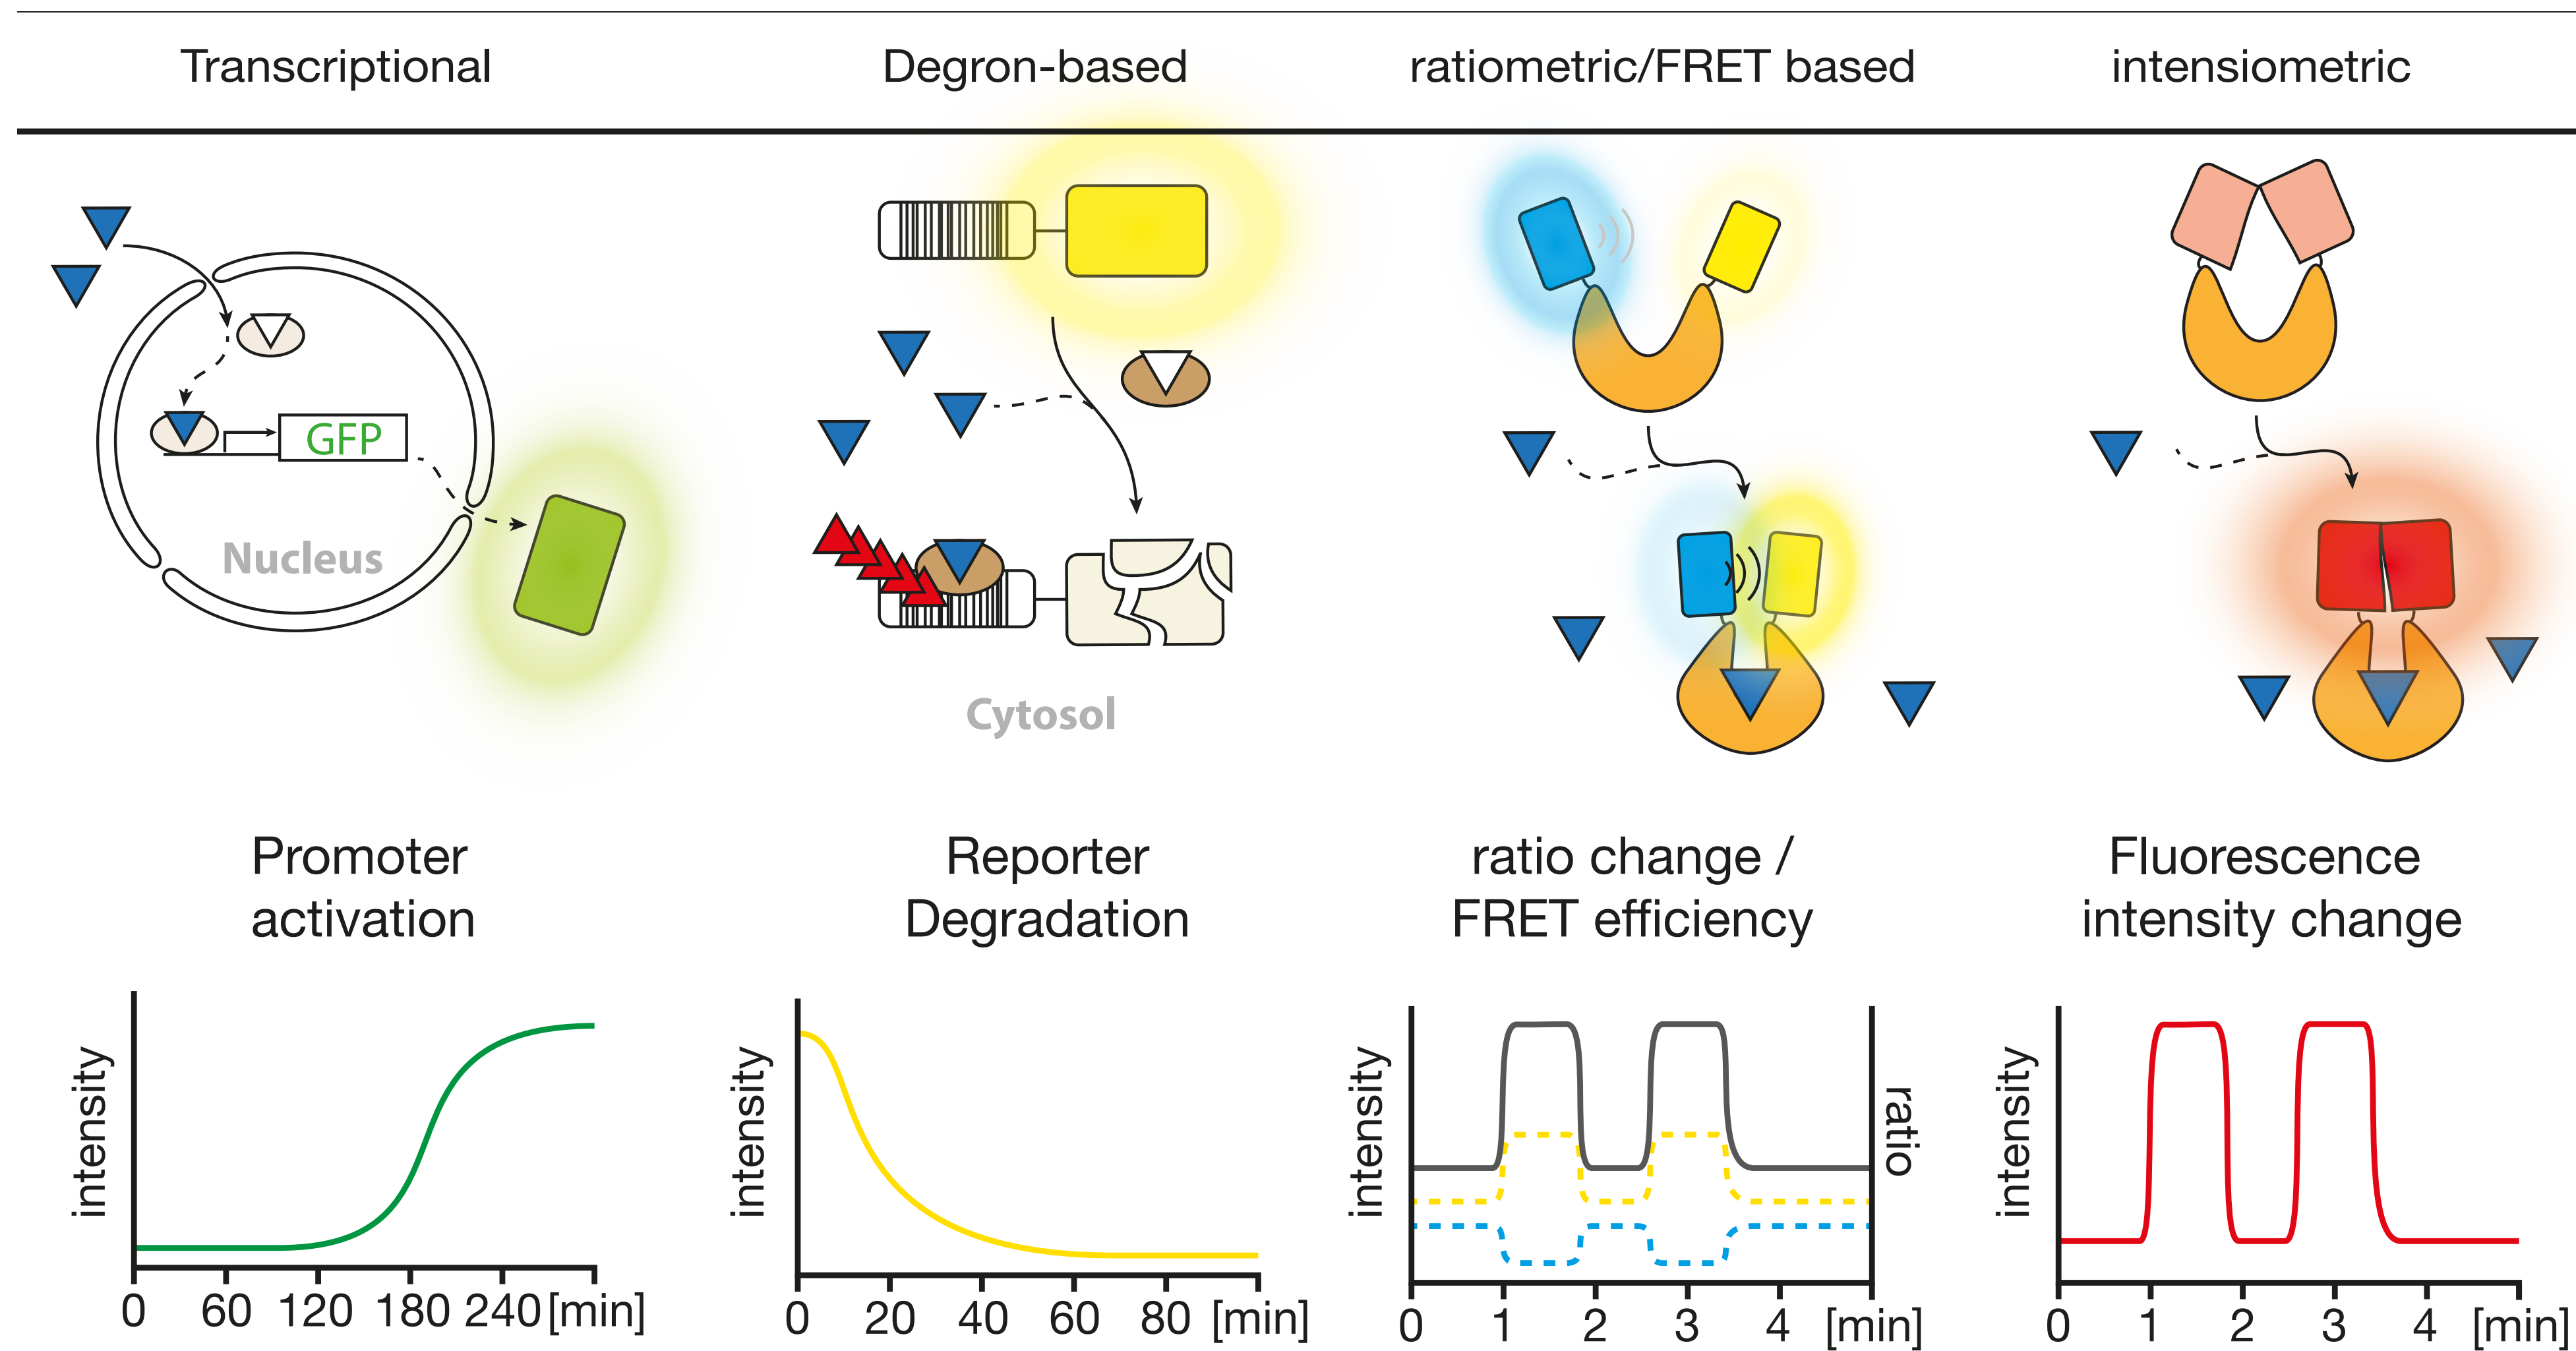 Transcriptional
Degron-based
ratiometric/FRET based
intensiometric
GFP
Nucleus
Cytosol
Promoter
activation
Reporter
Degradation
ratio change /
FRET efficiency
Fluorescence
intensity change
intensity
0 60 120 180 240 [min]
intensity
0 20 40 60 80 [min]
intensity
ratio
0 1 2 3 4 [min]
intensity
0 1 2 3 4 [min]